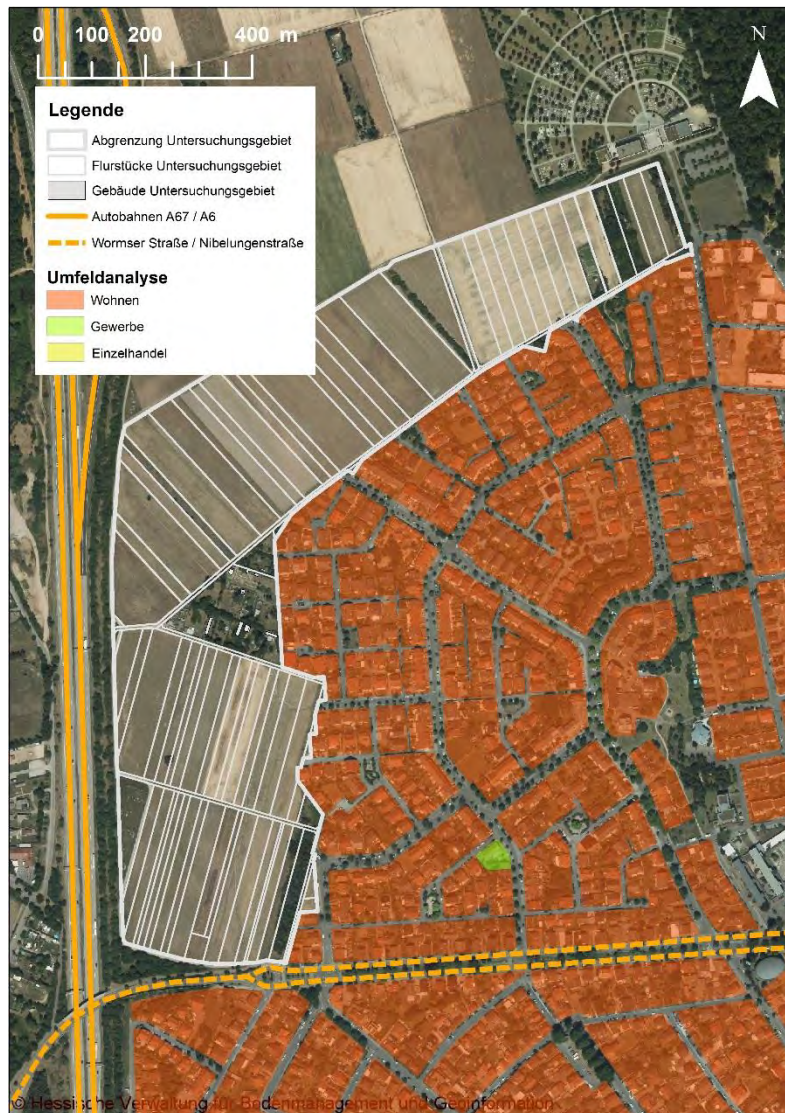 0 100 200 400 m
N
Legende
Abgrenzung Untersuchungsgebiet
Flurstücke Untersuchungsgebiet
Gebäude Untersuchungsgebiet
Autobahnen A67 / A6
Wormser Straße / Nibelungenstraße
Umfeldanalyse
Wohnen
Gewerbe
Einzelhandel
© Hessische Verwaltung für Bodenmanagement und Geoinformation